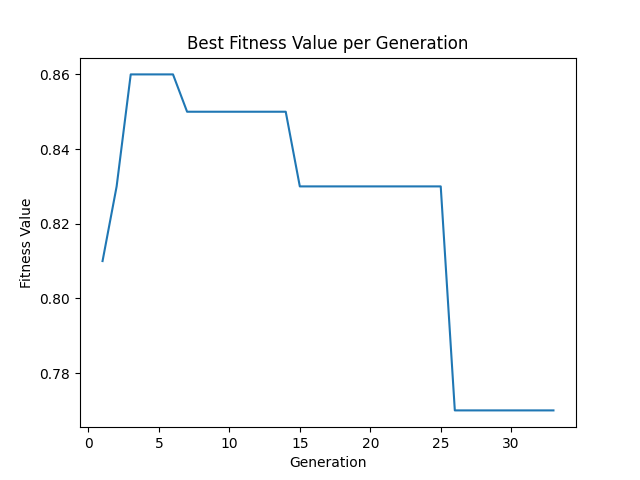 Best Fitness Value per Generation
0.86
0.84
0.82
0.80
0.78
Fitness Value
0 5 10 15 20 25 30
Generation